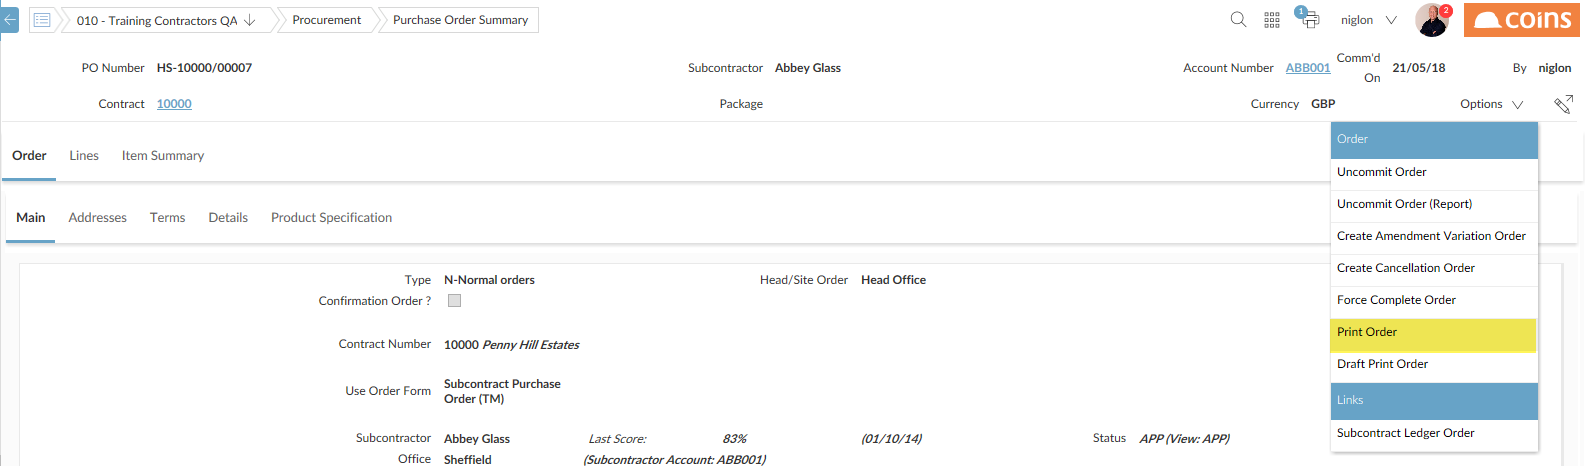 010 - Training Contractors QA Procurement Purchase Order Summary 1 niglon 2 coins
PO Number HS-10000/00007 Subcontractor Abbey Glass Account Number ABB001 Comm'd On 21/05/18 By niglon
Contract 10000 Package Currency GBP Options
Order Lines Item Summary
Main Addresses Terms Details Product Specification
Type N-Normal orders Head/Site Order Head Office
Confirmation Order ?
Contract Number 10000 Penny Hill Estates
Use Order Form Subcontract Purchase
Order (TM)
Subcontractor Abbey Glass Last Score: 83% (01/10/14) Status APP (View: APP)
Office Sheffield (Subcontractor Account: ABB001)
Order
Uncommit Order
Uncommit Order (Report)
Create Amendment Variation Order
Create Cancellation Order
Force Complete Order
Print Order
Draft Print Order
Links
Subcontract Ledger Order